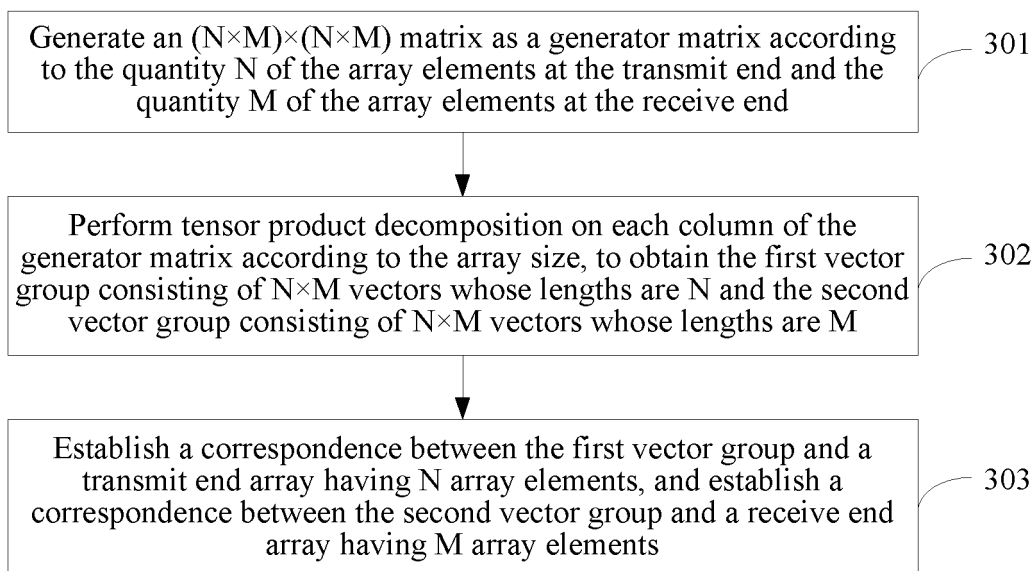 Generate an (N×M)×(N×M) matrix as a generator matrix according
to the quantity N of the array elements at the transmit end and the
quantity M of the array elements at the receive end
301
Perform tensor product decomposition on each column of the
generator matrix according to the array size, to obtain the first vector
group consisting of N×M vectors whose lengths are N and the second
vector group consisting of N×M vectors whose lengths are M
302
Establish a correspondence between the first vector group and a
transmit end array having N array elements, and establish a
correspondence between the second vector group and a receive end
array having M array elements
303